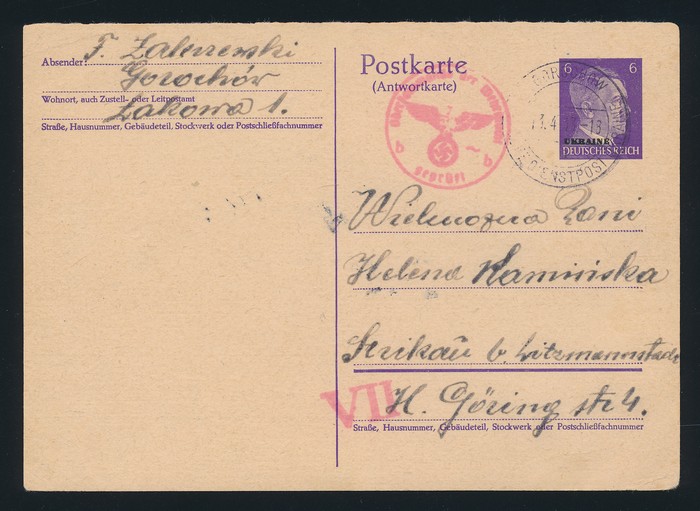 Absender: F. Zalewski
Gorochów
Wohnort, auch Zustell- oder Leitpostamt
Łakowa 1.
Straße, Hausnummer, Gebäudeteil, Stockwerk oder Postschließfachnummer
Postkarte
(Antwortkarte)
geprüft
b b
6 6
UKRAINE
DEUTSCHES REICH
DIENSTPOST
Wielmożna Pani
Helena Kamińska
Strikau b. Litzmannstadt
VII
H. Göring str 4.
Straße, Hausnummer, Gebäudeteil, Stockwerk oder Postschließfachnummer